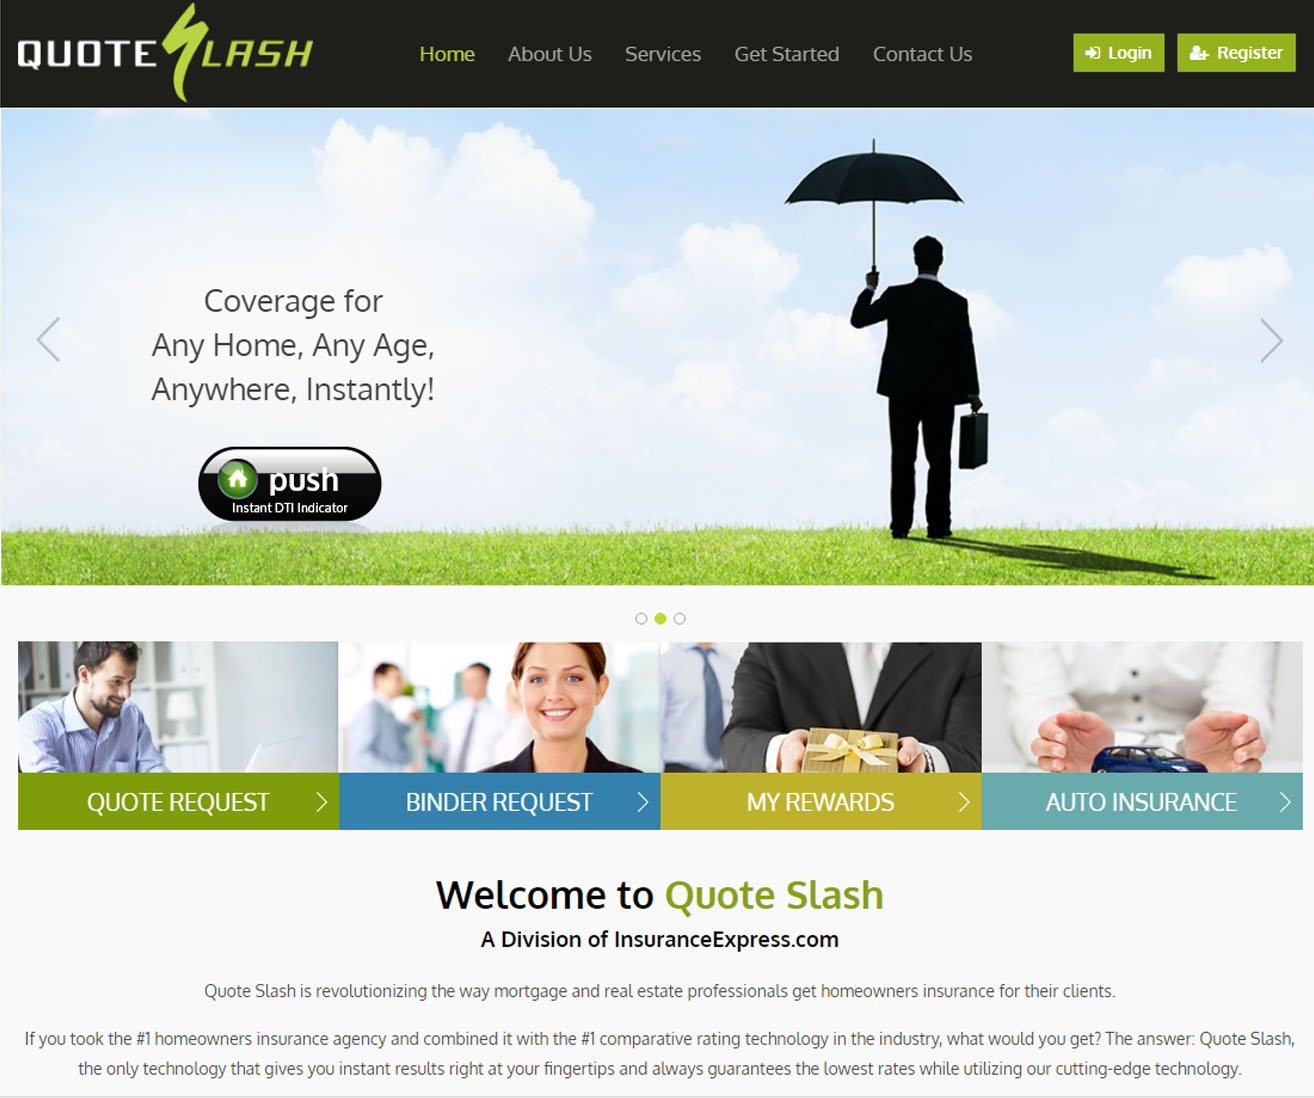 QUOTE SLASH
Home About Us Services Get Started Contact Us
Login Register
Coverage for
Any Home, Any Age,
Anywhere, Instantly!
push
Instant DTI Indicator
QUOTE REQUEST
BINDER REQUEST
MY REWARDS
AUTO INSURANCE
Welcome to Quote Slash
A Division of InsuranceExpress.com
Quote Slash is revolutionizing the way mortgage and real estate professionals get homeowners insurance for their clients.
If you took the #1 homeowners insurance agency and combined it with the #1 comparative rating technology in the industry, what would you get? The answer: Quote Slash,
the only technology that gives you instant results right at your fingertips and always guarantees the lowest rates while utilizing our cutting-edge technology.